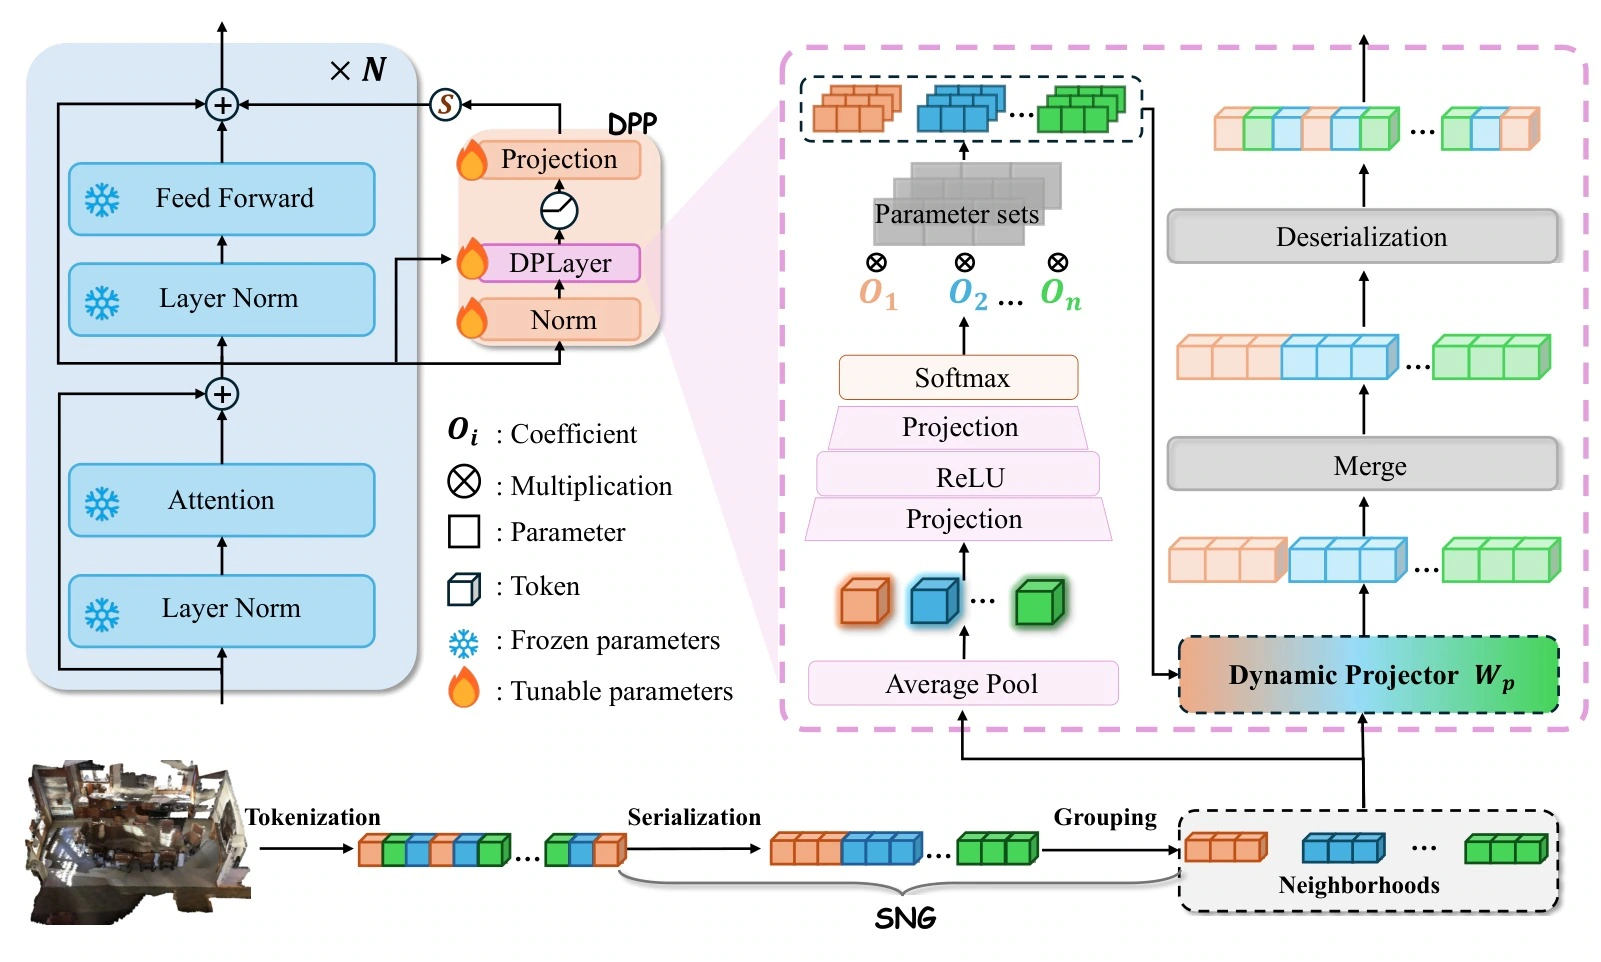 × N
S
DPP
Projection
DPLayer
Norm
Feed Forward
Layer Norm
Attention
Layer Norm
O_i : Coefficient
: Multiplication
: Parameter
: Token
: Frozen parameters
: Tunable parameters
...
Parameter sets
O_1 O_2 ... O_n
Softmax
Projection
ReLU
Projection
...
Average Pool
...
Deserialization
...
Merge
...
Dynamic Projector W_p
Tokenization
...
Serialization
...
Grouping
...
Neighborhoods
SNG